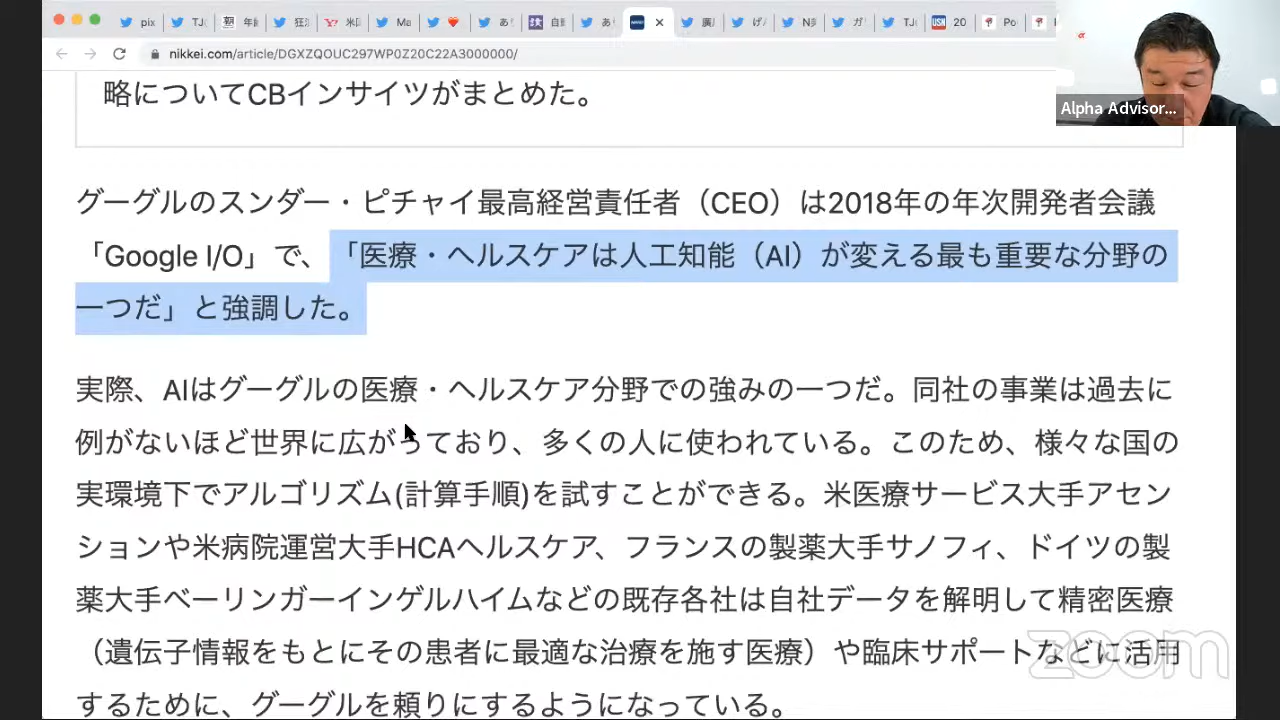 pix
TJ
年
狂
米
Ma
あ
自
あ
廣
げ
N
ガ
TJ
20
Po
nikkei.com/article/DGXZQOUC297WP0Z20C22A3000000/
Alpha Advisor...
略についてCBインサイツがまとめた。
グーグルのスンダー・ピチャイ最高経営責任者（CEO）は2018年の年次開発者会議
「Google I/O」で、「医療・ヘルスケアは人工知能（AI）が変える最も重要な分野の
一つだ」と強調した。
実際、AIはグーグルの医療・ヘルスケア分野での強みの一つだ。同社の事業は過去に
例がないほど世界に広がっており、多くの人に使われている。このため、様々な国の
実環境下でアルゴリズム(計算手順)を試すことができる。米医療サービス大手アセン
ションや米病院運営大手HCAヘルスケア、フランスの製薬大手サノフィ、ドイツの製
薬大手ベーリンガーインゲルハイムなどの既存各社は自社データを解明して精密医療
（遺伝子情報をもとにその患者に最適な治療を施す医療）や臨床サポートなどに活用
するために、グーグルを頼りにするようになっている。
zoom